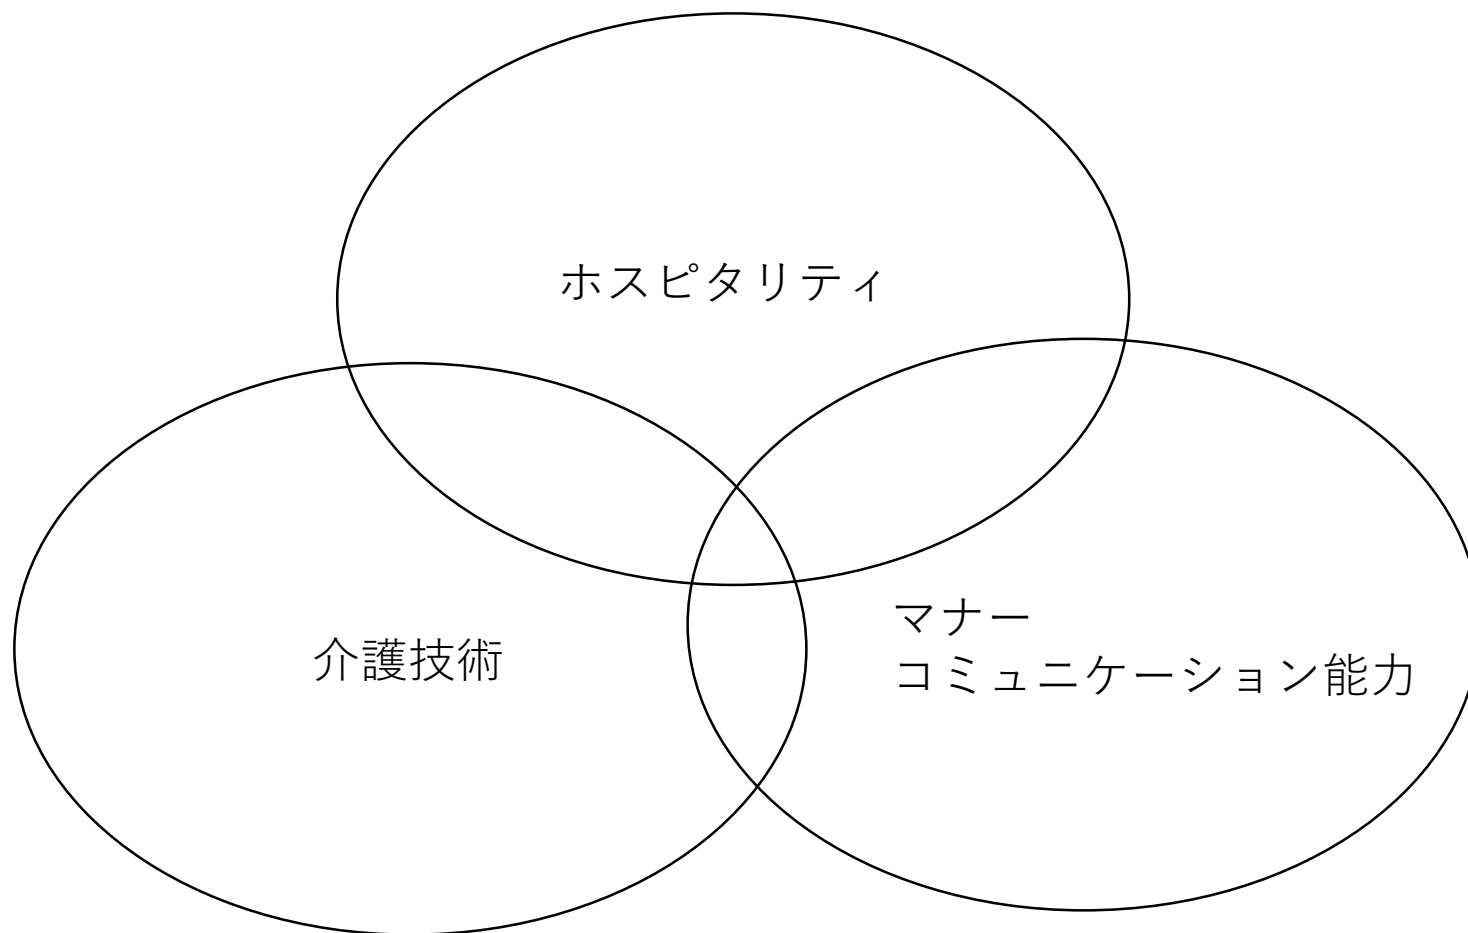 ホスピタリティ
介護技術
マナー
コミュニケーション能力